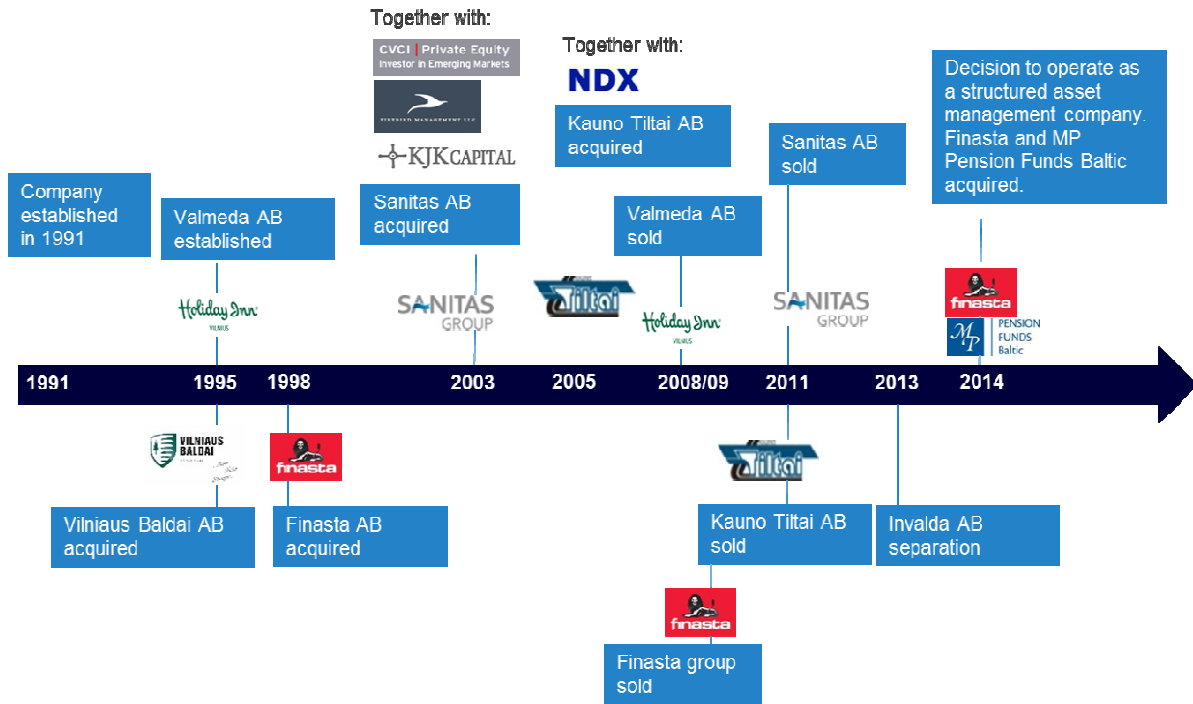 Together with:
CVCI | Private Equity
Investor in Emerging Markets
KJK CAPITAL
Sanitas AB
acquired
SANITAS
GROUP
Together with:
NDX
Kauno Tiltai AB
acquired
Tiltai
Company
established
in 1991
Valmeda AB
established
Holiday Inn
VILNIUS
Valmeda AB
sold
Holiday Inn
VILNIUS
Sanitas AB
sold
SANITAS
GROUP
Decision to operate as
a structured asset
management company.
Finasta and MP
Pension Funds Baltic
acquired.
finasta
MP PENSION
FUNDS
Baltic
1991 1995 1998 2003 2005 2008/09 2011 2013 2014
VILNIAUS
BALDAI
Vilniaus Baldai AB
acquired
finasta
Finasta AB
acquired
Tiltai
Kauno Tiltai AB
sold
finasta
Finasta group
sold
Invalda AB
separation